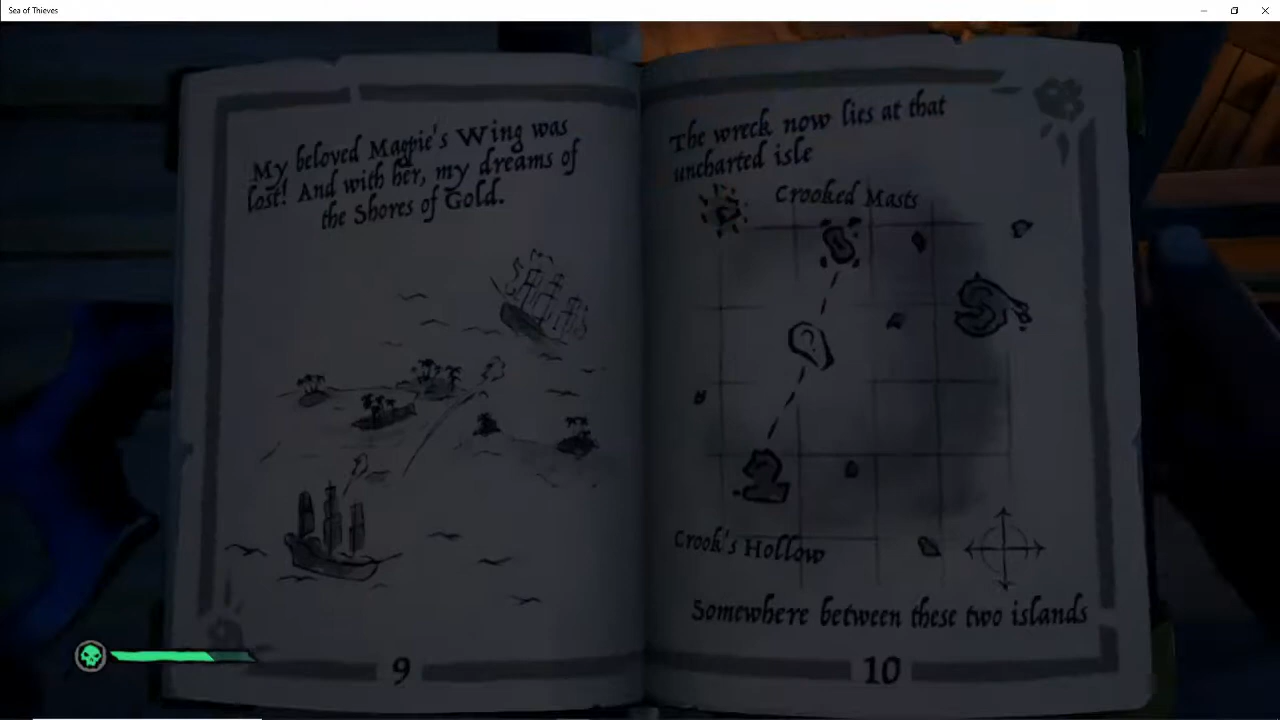 Sea of Thieves
My beloved Magpie's Wing was
lost! And with her, my dreams of
the Shores of Gold.
9
The wreck now lies at that
uncharted isle
Crooked Masts
?
Crook's Hollow
Somewhere between these two islands
10